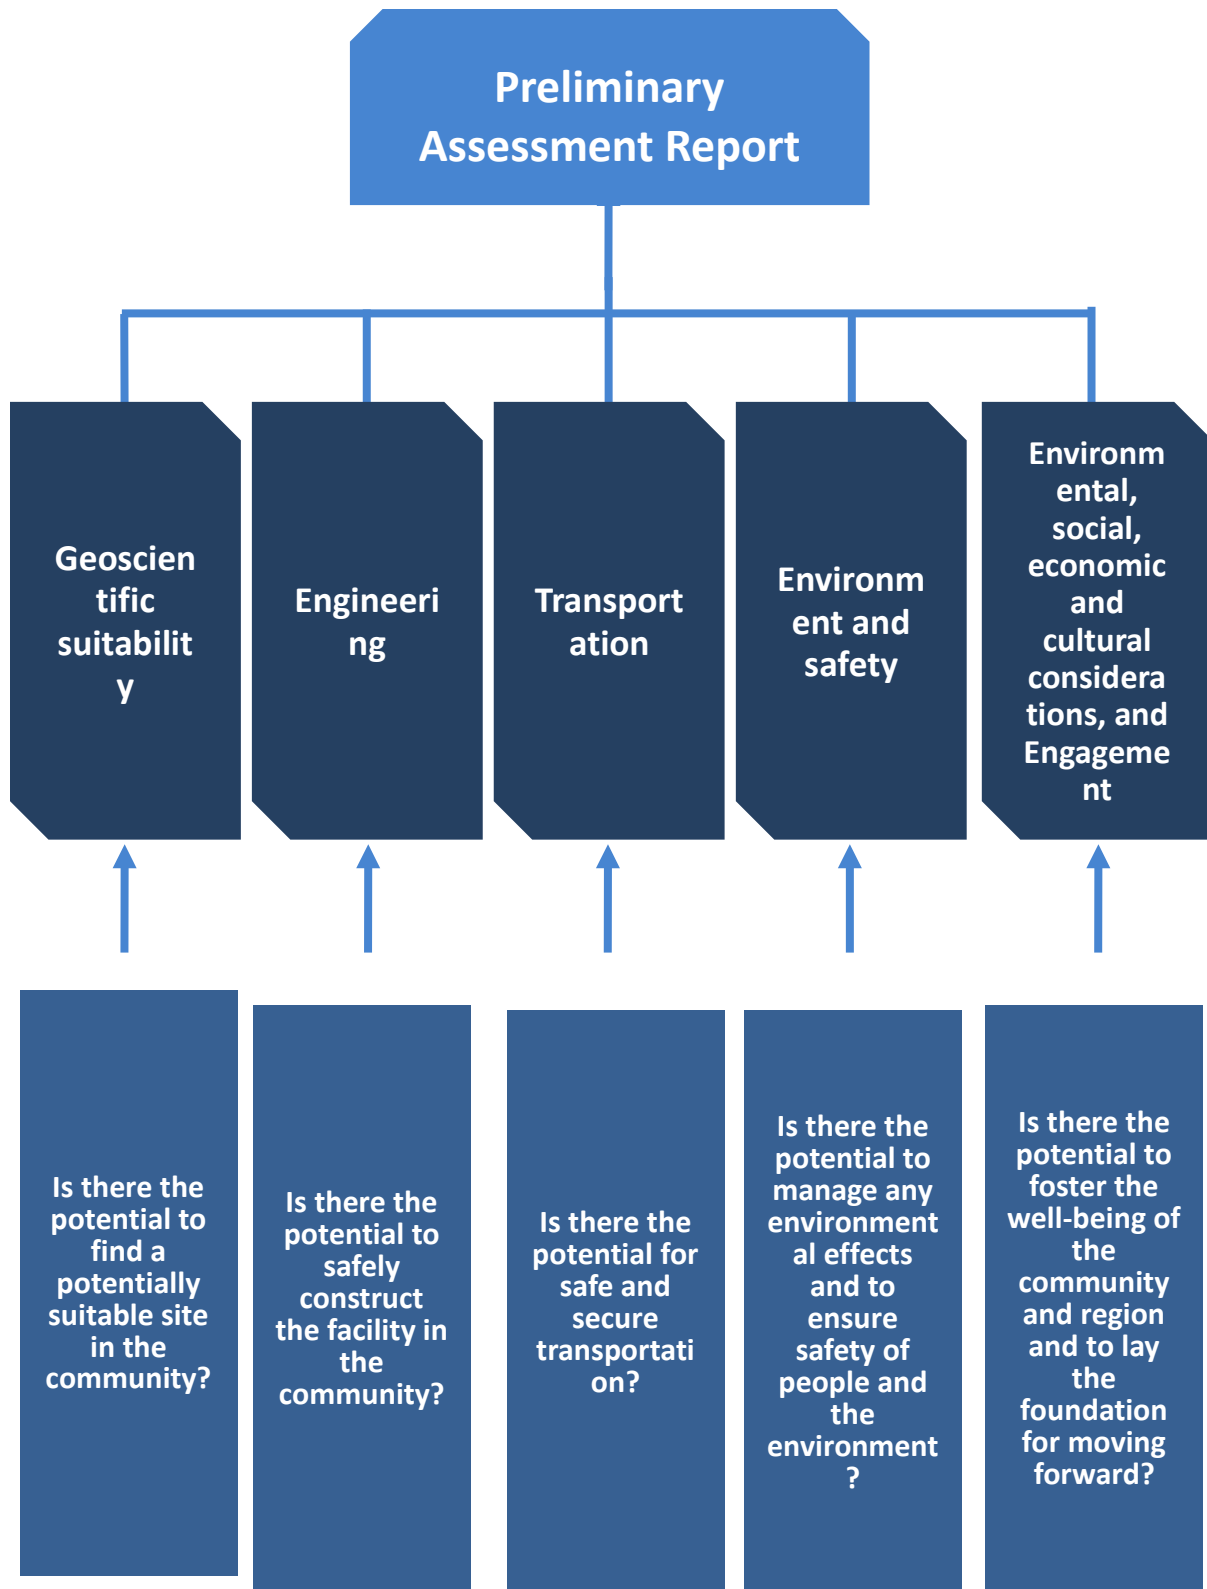 Preliminary
Assessment Report
Geoscien
tific
suitabilit
y
Engineeri
ng
Transport
ation
Environm
ent and
safety
Environm
ental,
social,
economic
and
cultural
considera
tions, and
Engageme
nt
Is there the
potential to
find a
potentially
suitable site
in the
community?
Is there the
potential to
safely
construct
the facility in
the
community?
Is there the
potential for
safe and
secure
transportati
on?
Is there the
potential to
manage any
environment
al effects
and to
ensure
safety of
people and
the
environment
?
Is there the
potential to
foster the
well-being of
the
community
and region
and to lay
the
foundation
for moving
forward?